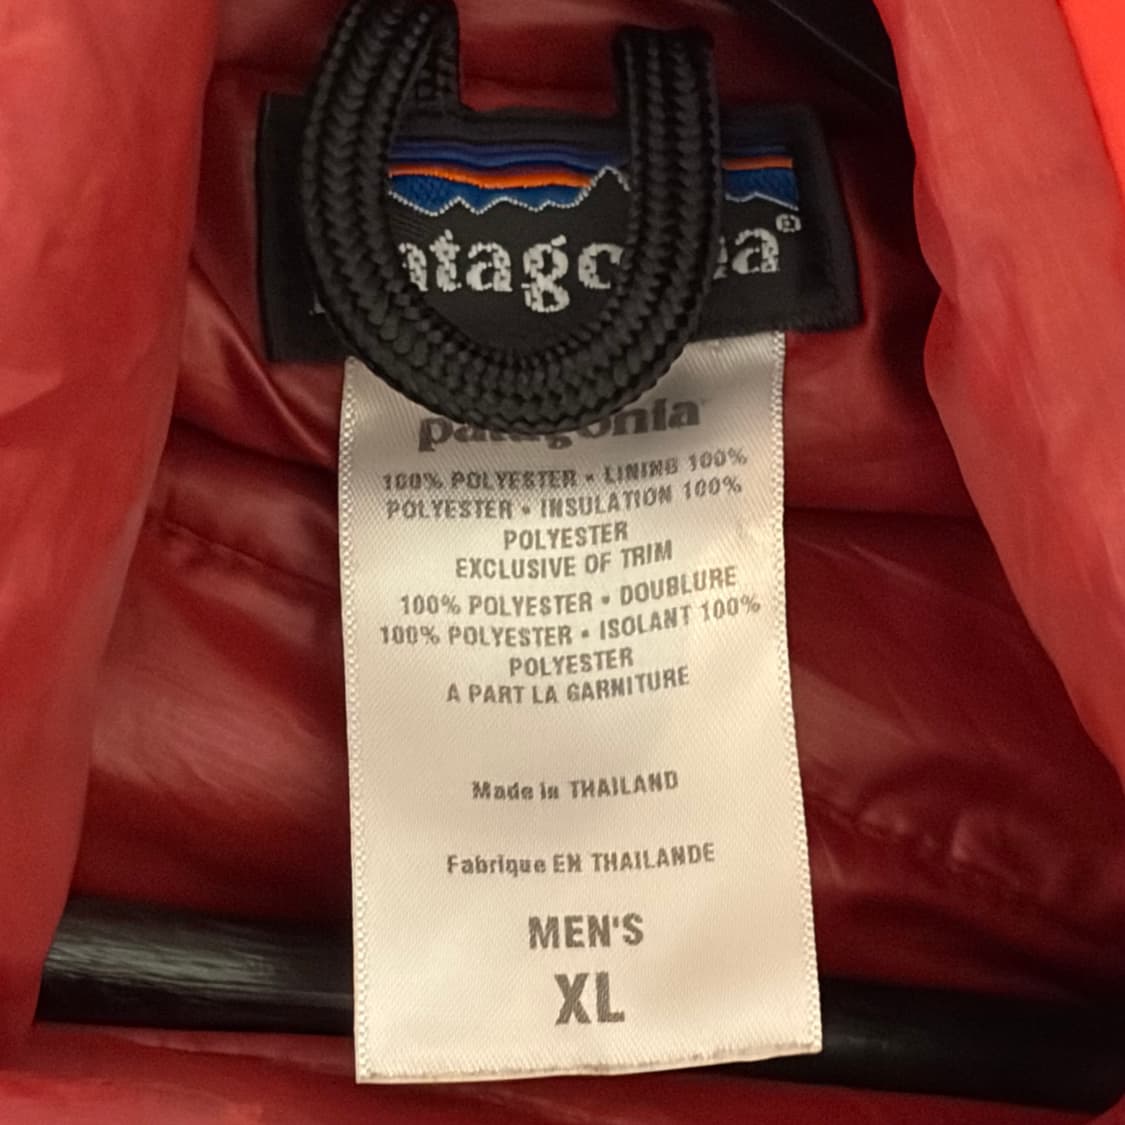 patagonia
100% POLYESTER • LINING 100%
POLYESTER • INSULATION 100%
POLYESTER
EXCLUSIVE OF TRIM
100% POLYESTER • DOUBLURE
100% POLYESTER • ISOLANT 100%
POLYESTER
A PART LA GARNITURE
Made in THAILAND
Fabrique EN THAILANDE
MEN'S
XL